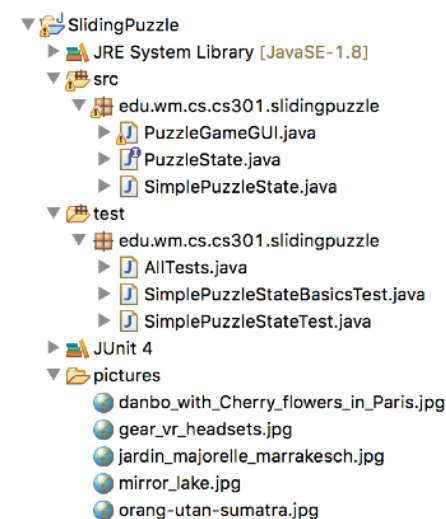 SlidingPuzzle
JRE System Library [JavaSE-1.8]
src
edu.wm.cs.cs301.slidingpuzzle
PuzzleGameGUI.java
PuzzleState.java
SimplePuzzleState.java
test
edu.wm.cs.cs301.slidingpuzzle
AllTests.java
SimplePuzzleStateBasicsTest.java
SimplePuzzleStateTest.java
JUnit 4
pictures
danbo_with_Cherry_flowers_in_Paris.jpg
gear_vr_headsets.jpg
jardin_majorelle_marrakesch.jpg
mirror_lake.jpg
orang-utan-sumatra.jpg